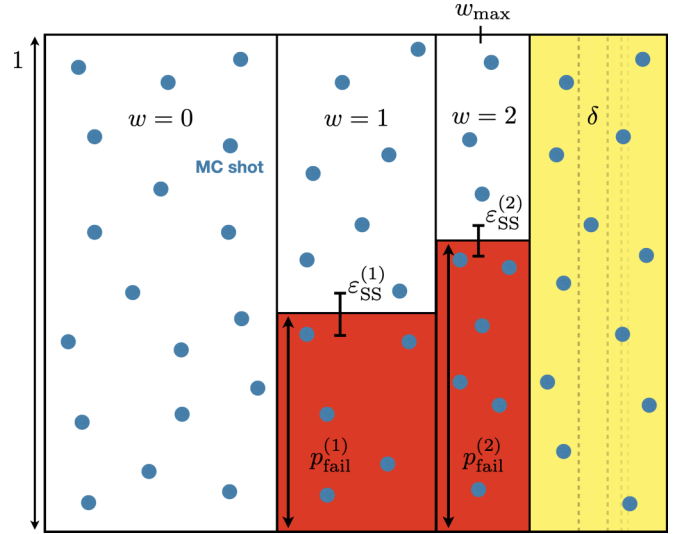 w_max
1
w = 0
w = 1
w = 2
δ
MC shot
ε_SS^(2)
ε_SS^(1)
p_fail^(1)
p_fail^(2)